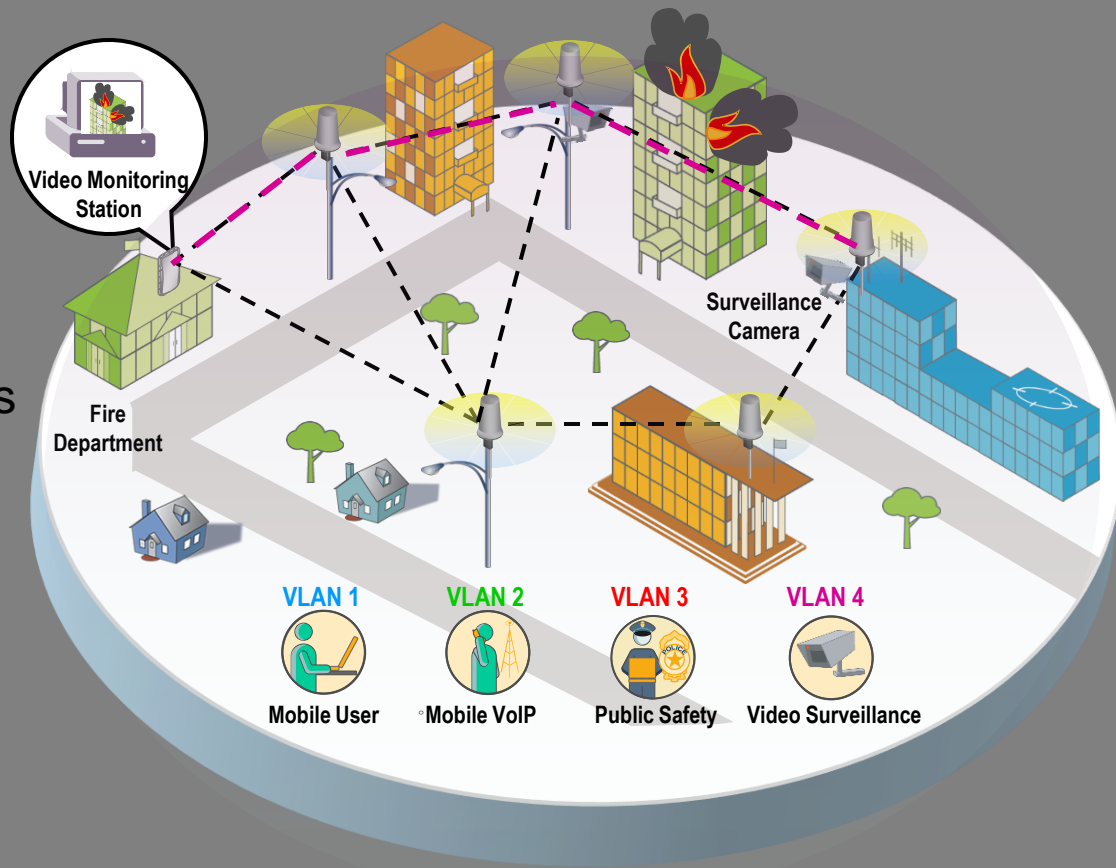 Video Monitoring
Station
Surveillance
Camera
s
Fire
Department
VLAN 1
VLAN 2
VLAN 3
VLAN 4
POLICE
Mobile User
Mobile VoIP
Public Safety
Video Surveillance